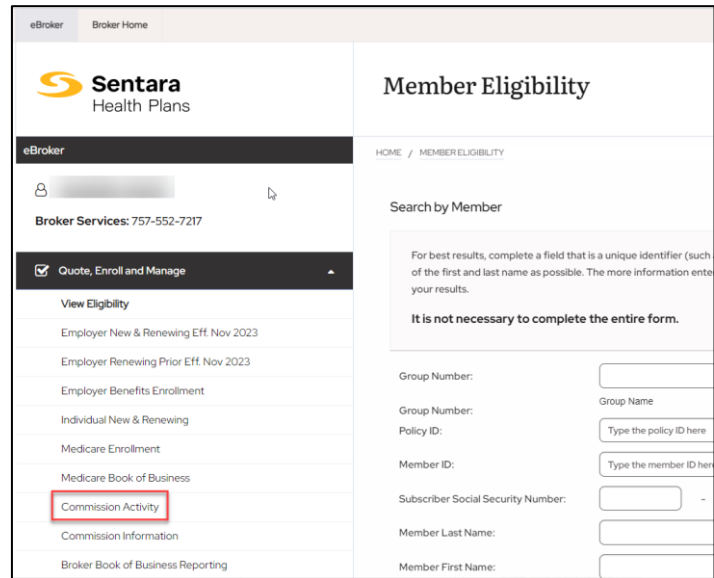 eBroker
Broker Home
Sentara
Health Plans
Member Eligibility
eBroker
HOME / MEMBER ELIGIBILITY
Broker Services: 757-552-7217
Quote, Enroll and Manage
View Eligibility
Employer New & Renewing Eff. Nov 2023
Employer Renewing Prior Eff. Nov 2023
Employer Benefits Enrollment
Individual New & Renewing
Medicare Enrollment
Medicare Book of Business
Commission Activity
Commission Information
Broker Book of Business Reporting
Search by Member
For best results, complete a field that is a unique identifier (such
of the first and last name as possible. The more information ente
your results.
It is not necessary to complete the entire form.
Group Number:
Group Name
Group Number:
Policy ID:
Type the policy ID here
Member ID:
Type the member ID her
Subscriber Social Security Number:
-
Member Last Name:
Member First Name: